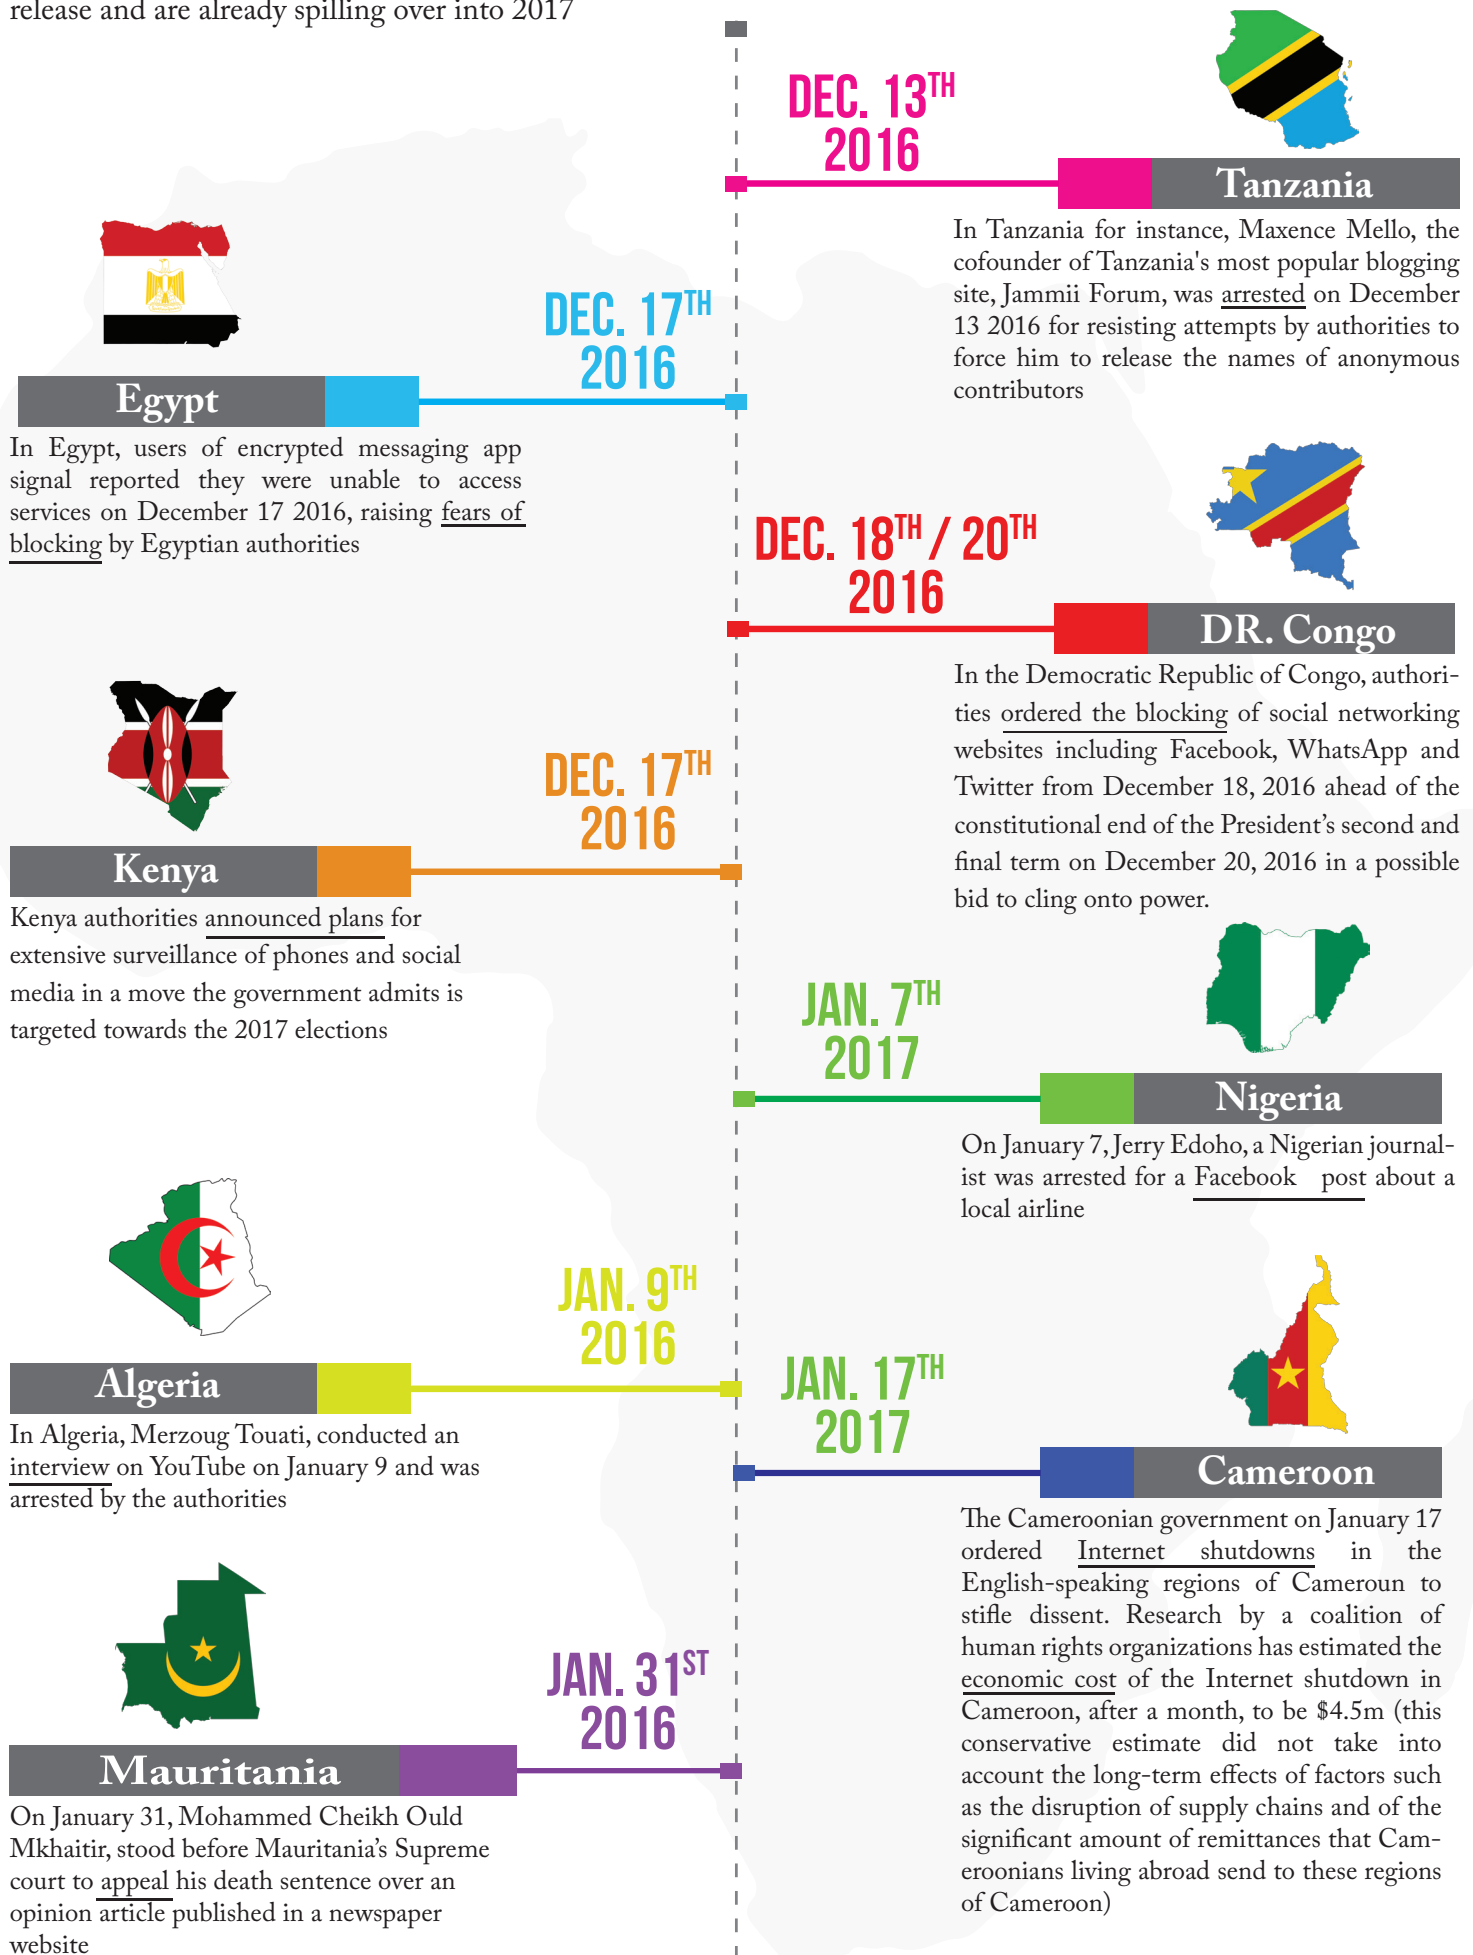 release and are already spilling over into 2017
DEC. 13TH
2016
Tanzania
In Tanzania for instance, Maxence Mello, the
cofounder of Tanzania's most popular blogging
site, Jammii Forum, was arrested on December
13 2016 for resisting attempts by authorities to
force him to release the names of anonymous
contributors
DEC. 17TH
2016
Egypt
In Egypt, users of encrypted messaging app
signal reported they were unable to access
services on December 17 2016, raising fears of
blocking by Egyptian authorities
DEC. 18TH / 20TH
2016
DR. Congo
In the Democratic Republic of Congo, authori-
ties ordered the blocking of social networking
websites including Facebook, WhatsApp and
Twitter from December 18, 2016 ahead of the
constitutional end of the President’s second and
final term on December 20, 2016 in a possible
bid to cling onto power.
DEC. 17TH
2016
Kenya
Kenya authorities announced plans for
extensive surveillance of phones and social
media in a move the government admits is
targeted towards the 2017 elections
JAN. 7TH
2017
Nigeria
On January 7, Jerry Edoho, a Nigerian journal-
ist was arrested for a Facebook post about a
local airline
JAN. 9TH
2016
Algeria
In Algeria, Merzoug Touati, conducted an
interview on YouTube on January 9 and was
arrested by the authorities
JAN. 17TH
2017
Cameroon
The Cameroonian government on January 17
ordered Internet shutdowns in the
English-speaking regions of Cameroun to
stifle dissent. Research by a coalition of
human rights organizations has estimated the
economic cost of the Internet shutdown in
Cameroon, after a month, to be $4.5m (this
conservative estimate did not take into
account the long-term effects of factors such
as the disruption of supply chains and of the
significant amount of remittances that Cam-
eroonians living abroad send to these regions
of Cameroon)
JAN. 31ST
2016
Mauritania
On January 31, Mohammed Cheikh Ould
Mkhaitir, stood before Mauritania’s Supreme
court to appeal his death sentence over an
opinion article published in a newspaper
website